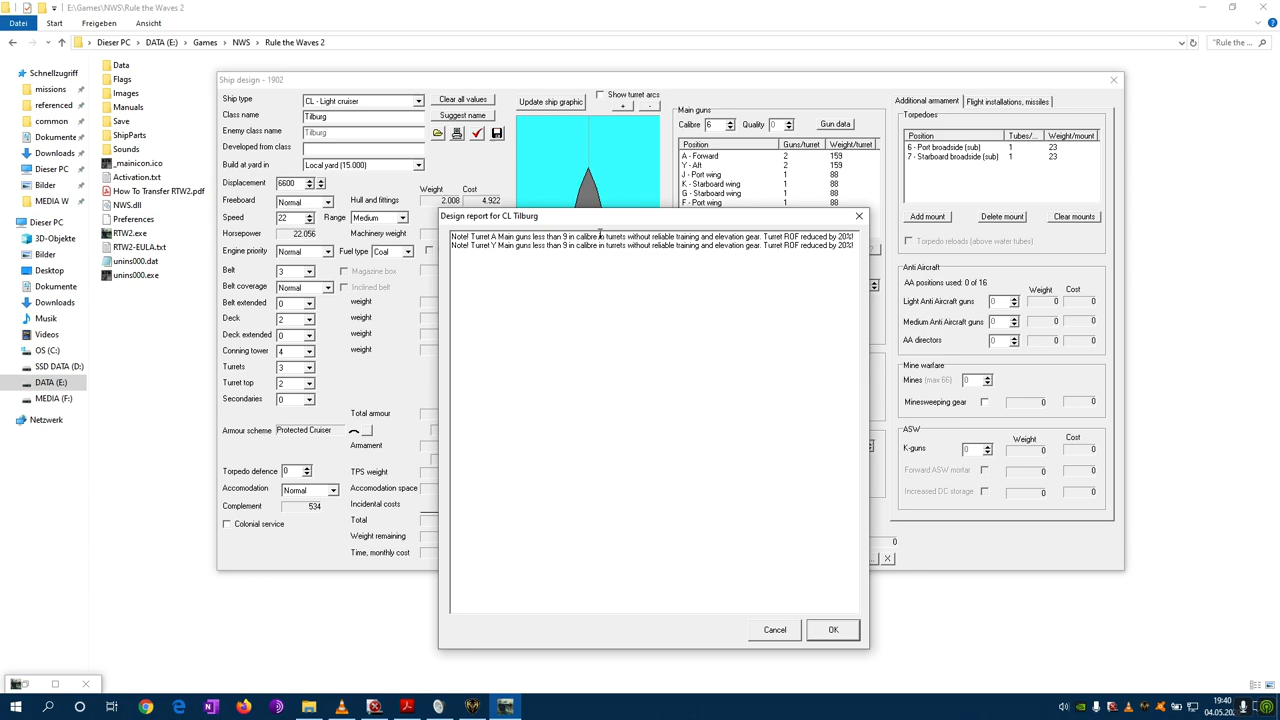 E:\Games\NWS\Rule the Waves 2
Datei Start Freigeben Ansicht
Dieser PC DATA (E:) Games NWS Rule the Waves 2
"Rule the ...
Schnellzugriff
missions
referenced
common
Dokumente
Downloads
Dieser PC
Bilder
MEDIA W
Dieser PC
3D-Objekte
Bilder
Desktop
Dokumente
Downloads
Musik
Videos
OS (C:)
SSD DATA (D:)
DATA (E:)
MEDIA (F:)
Netzwerk
Data
Flags
Images
Manuals
Save
ShipParts
Sounds
_mainicon.ico
Activation.txt
How To Transfer RTW2.pdf
NWS.dll
Preferences
RTW2.exe
RTW2-EULA.txt
unins000.dat
unins000.exe
Ship design - 1902
Ship type CL - Light cruiser Clear all values
Class name Tilburg Suggest name
Enemy class name Tilburg
Developed from class
Build at yard in Local yard (15.000)
Displacement 6600 Weight Cost
Freeboard Normal Hull and fittings 2.008 4.922
Speed 22 Range Medium
Horsepower 22.056 Machinery weight
Engine priority Normal Fuel type Coal
Belt 3 Magazine box
Belt coverage Normal Inclined belt
Belt extended 0 weight
Deck 2 weight
Deck extended 0 weight
Conning tower 4 weight
Turrets 3
Turret top 2
Secondaries 0
Total armour
Armour scheme Protected Cruiser
Armament
Torpedo defence 0 TPS weight
Accomodation Normal Accomodation space
Complement 534 Incidental costs
Colonial service Total
Weight remaining
Time, monthly cost
Update ship graphic Show turret arcs
+ -
Main guns
Calibre 6 Quality 0 Gun data
Position Guns/turret Weight/turret
A - Forward 2 159
Y - Aft 2 159
J - Port wing 1 88
K - Starboard wing 1 88
G - Starboard wing 1 88
F - Port wing 1 88
Additional armament Flight installations, missiles
Torpedoes
Position Tubes/... Weight/mount
6 - Port broadside (sub) 1 23
7 - Starboard broadside (sub) 1 23
Add mount Delete mount Clear mounts
Torpedo reloads (above water tubes)
Anti Aircraft
AA positions used: 0 of 16
Weight Cost
Light Anti Aircraft guns 0 0 0
Medium Anti Aircraft guns 0 0 0
AA directors 0 0 0
Mine warfare
Mines (max 66) 0
Minesweeping gear 0 0
ASW
Weight Cost
K-guns 0 0 0
Forward ASW mortar 0 0
Increased DC storage 0 0
0
... X
Design report for CL Tilburg
Note! Turret A Main guns less than 9 in calibre in turrets without reliable training and elevation gear. Turret ROF reduced by 20%!
Note! Turret Y Main guns less than 9 in calibre in turrets without reliable training and elevation gear. Turret ROF reduced by 20%!
Cancel OK
19:40